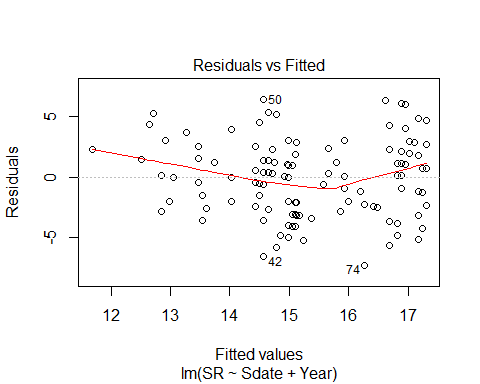 Residuals vs Fitted
Residuals
5
0
-5
50
42
74
12 13 14 15 16 17
Fitted values
lm(SR ~ Sdate + Year)